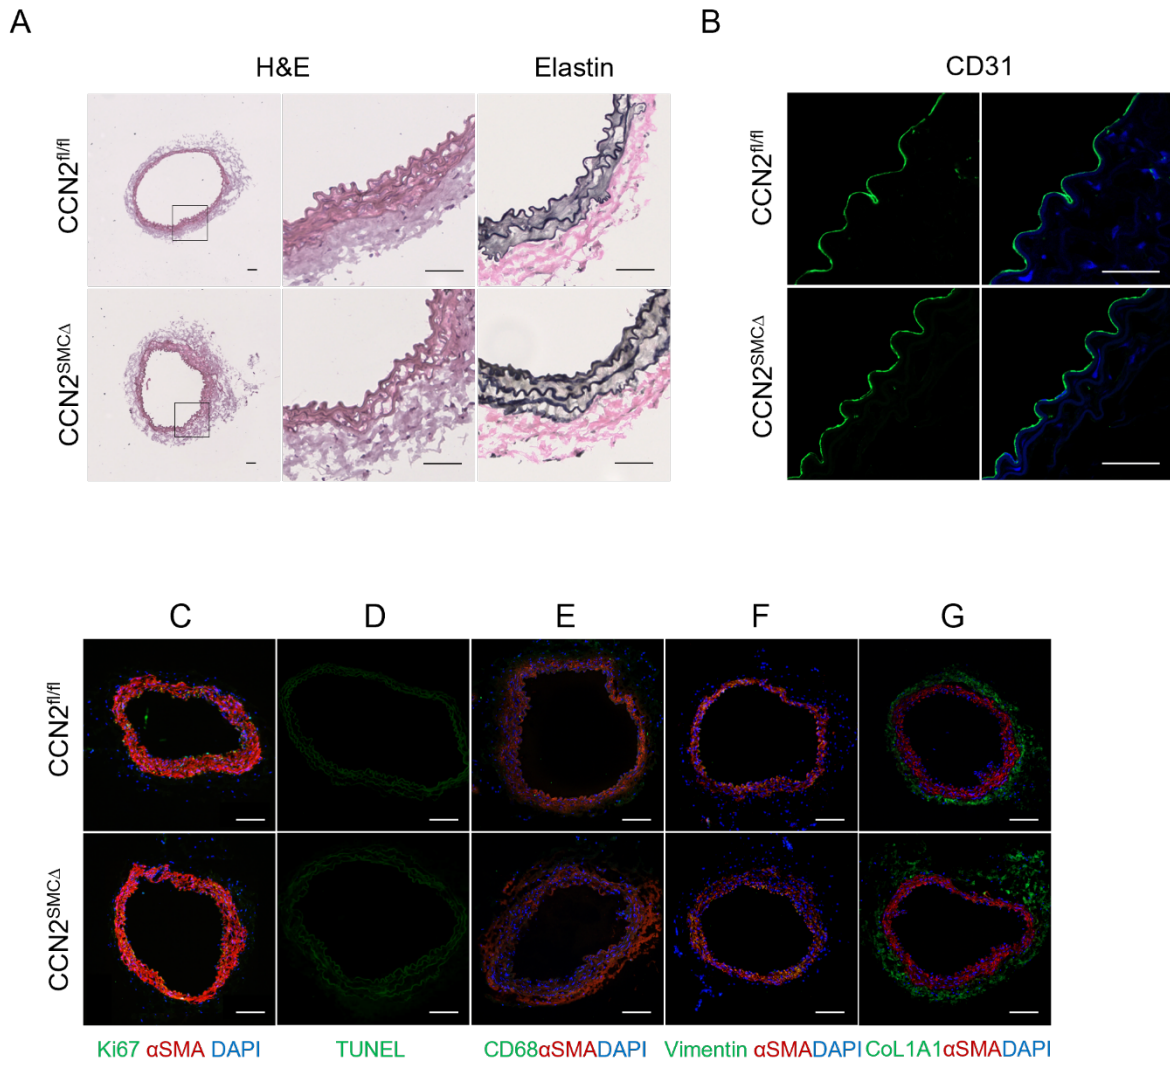 A
B
H&E
Elastin
CD31
CCN2fl/fl
CCN2fl/fl
CCN2SMCΔ
CCN2SMCΔ
C
D
E
F
G
CCN2fl/fl
CCN2SMCΔ
Ki67 αSMA DAPI
TUNEL
CD68αSMADAPI
Vimentin αSMADAPI
CoL1A1αSMADAPI